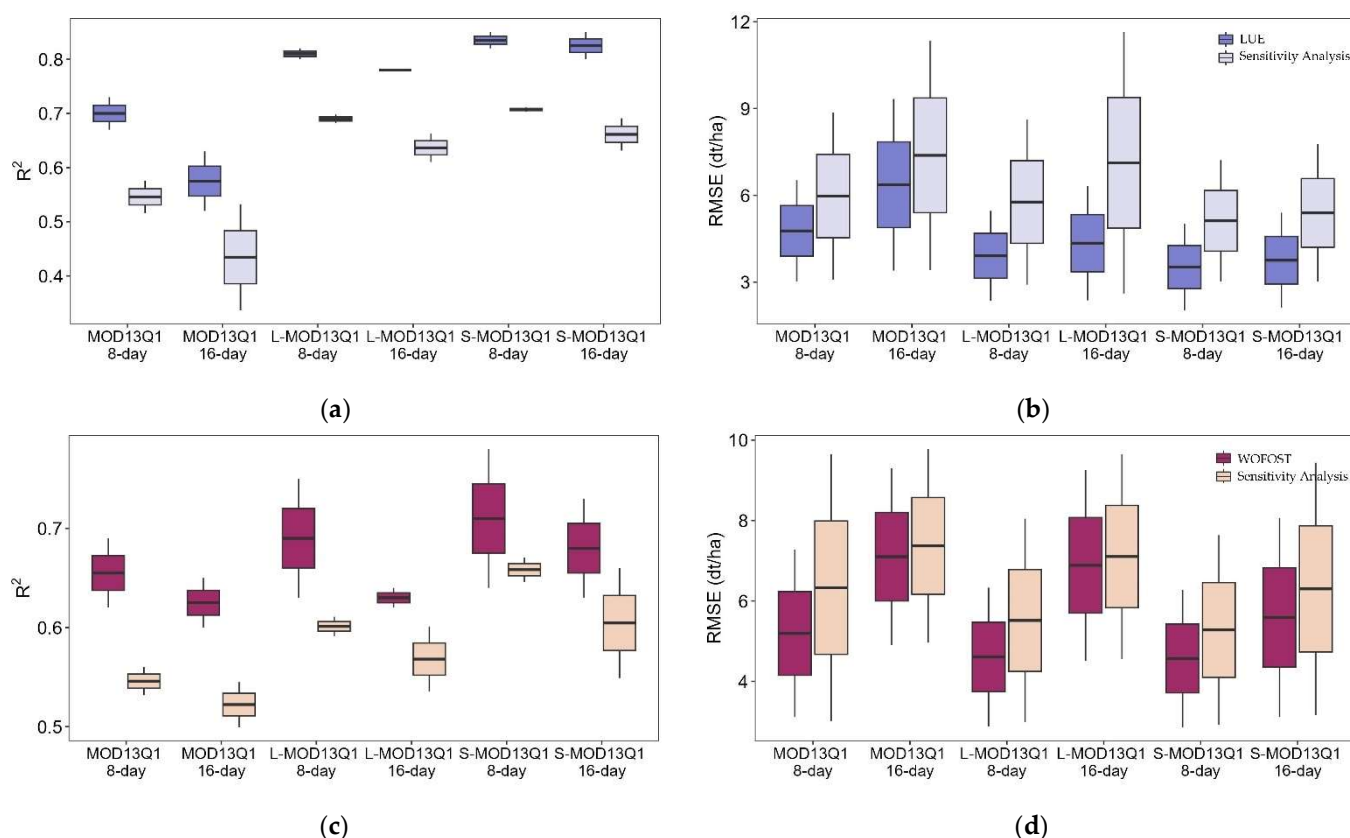 0.8
0.7
0.6
0.5
0.4
R²
MOD13Q1 MOD13Q1 L-MOD13Q1 L-MOD13Q1 S-MOD13Q1 S-MOD13Q1
8-day 16-day 8-day 16-day 8-day 16-day
(a)
12
9
6
3
RMSE (dt/ha)
LUE
Sensitivity Analysis
MOD13Q1 MOD13Q1 L-MOD13Q1 L-MOD13Q1 S-MOD13Q1 S-MOD13Q1
8-day 16-day 8-day 16-day 8-day 16-day
(b)
0.7
0.6
0.5
R²
MOD13Q1 MOD13Q1 L-MOD13Q1 L-MOD13Q1 S-MOD13Q1 S-MOD13Q1
8-day 16-day 8-day 16-day 8-day 16-day
(c)
10
8
6
4
RMSE (dt/ha)
WOFOST
Sensitivity Analysis
MOD13Q1 MOD13Q1 L-MOD13Q1 L-MOD13Q1 S-MOD13Q1 S-MOD13Q1
8-day 16-day 8-day 16-day 8-day 16-day
(d)